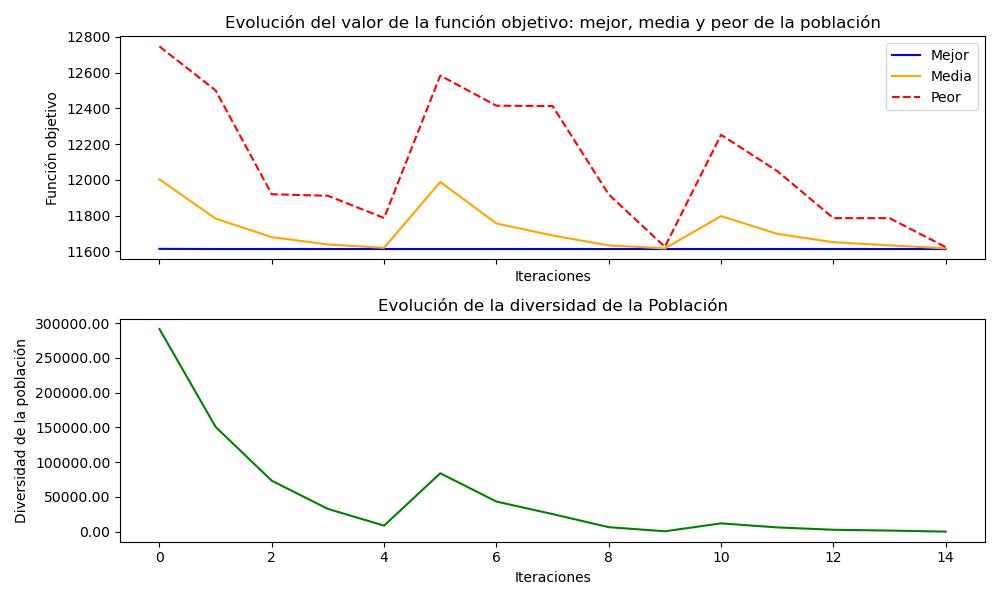 Evolución del valor de la función objetivo: mejor, media y peor de la población
12800
12600
12400
12200
12000
11800
11600
Función objetivo
Mejor
Media
Peor
Iteraciones
Evolución de la diversidad de la Población
300000.00
250000.00
200000.00
150000.00
100000.00
50000.00
0.00
Diversidad de la población
0 2 4 6 8 10 12 14
Iteraciones